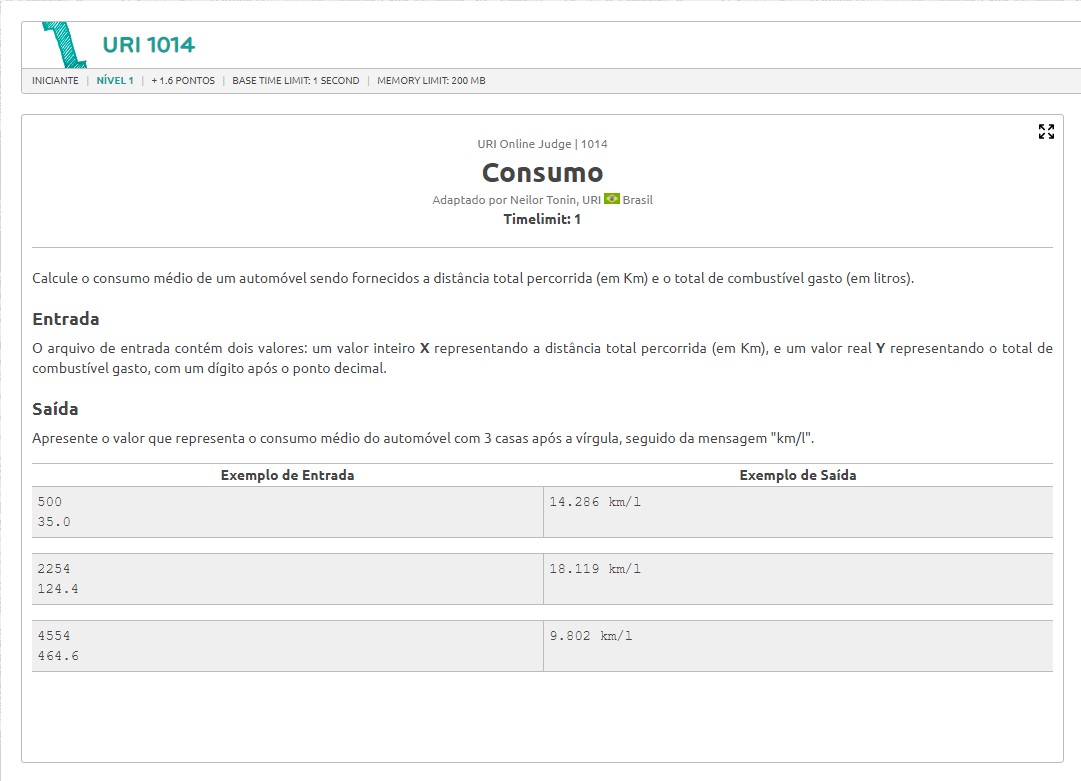 URI 1014
INICIANTE | NÍVEL 1 | + 1.6 PONTOS | BASE TIME LIMIT: 1 SECOND | MEMORY LIMIT: 200 MB
URI Online Judge | 1014
Consumo
Adaptado por Neilor Tonin, URI Brasil
Timelimit: 1
Calcule o consumo médio de um automóvel sendo fornecidos a distância total percorrida (em Km) e o total de combustível gasto (em litros).
Entrada
O arquivo de entrada contém dois valores: um valor inteiro X representando a distância total percorrida (em Km), e um valor real Y representando o total de
combustível gasto, com um dígito após o ponto decimal.
Saída
Apresente o valor que representa o consumo médio do automóvel com 3 casas após a vírgula, seguido da mensagem "km/l".
Exemplo de Entrada Exemplo de Saída
500 14.286 km/l
35.0
2254 18.119 km/l
124.4
4554 9.802 km/l
464.6